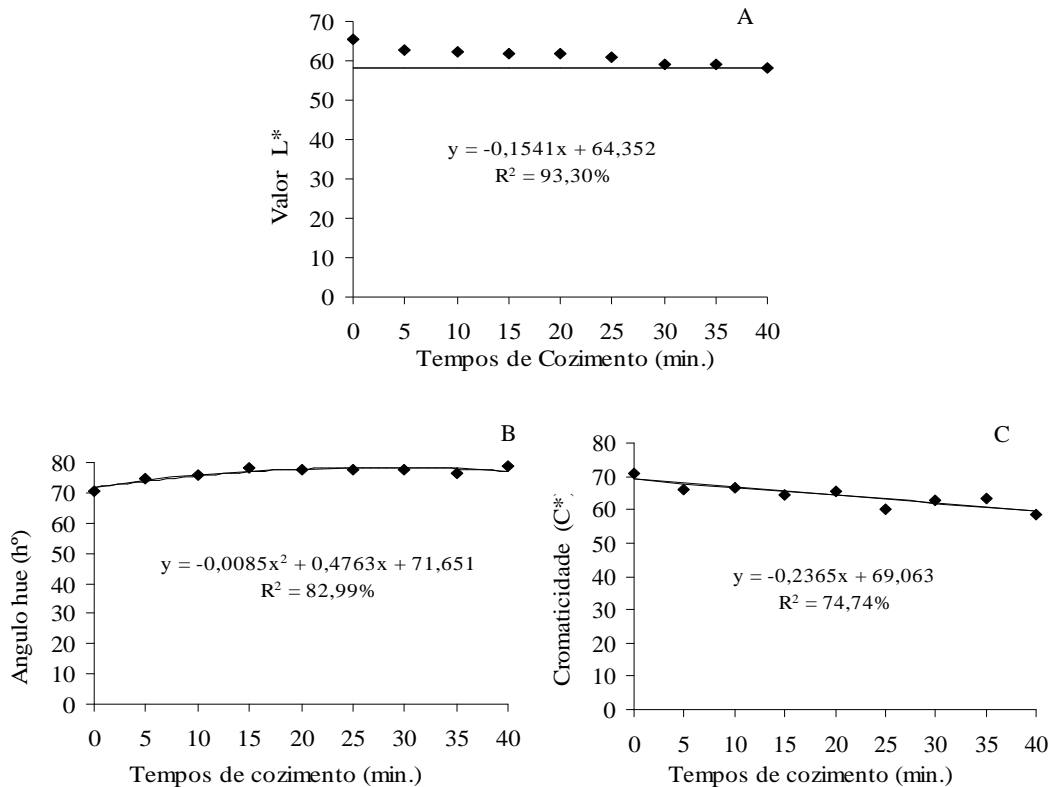 A
Valor L*
70
60
50
40
30
20
10
0
y = -0,1541x + 64,352
R² = 93,30%
0 5 10 15 20 25 30 35 40
Tempos de Cozimento (min.)
B
Angulo hue (hº)
80
70
60
50
40
30
20
10
0
y = -0,0085x² + 0,4763x + 71,651
R² = 82,99%
0 5 10 15 20 25 30 35 40
Tempos de cozimento (min.)
C
Cromaticidade (C*)
80
70
60
50
40
30
20
10
0
y = -0,2365x + 69,063
R² = 74,74%
0 5 10 15 20 25 30 35 40
Tempos de cozimento (min.)